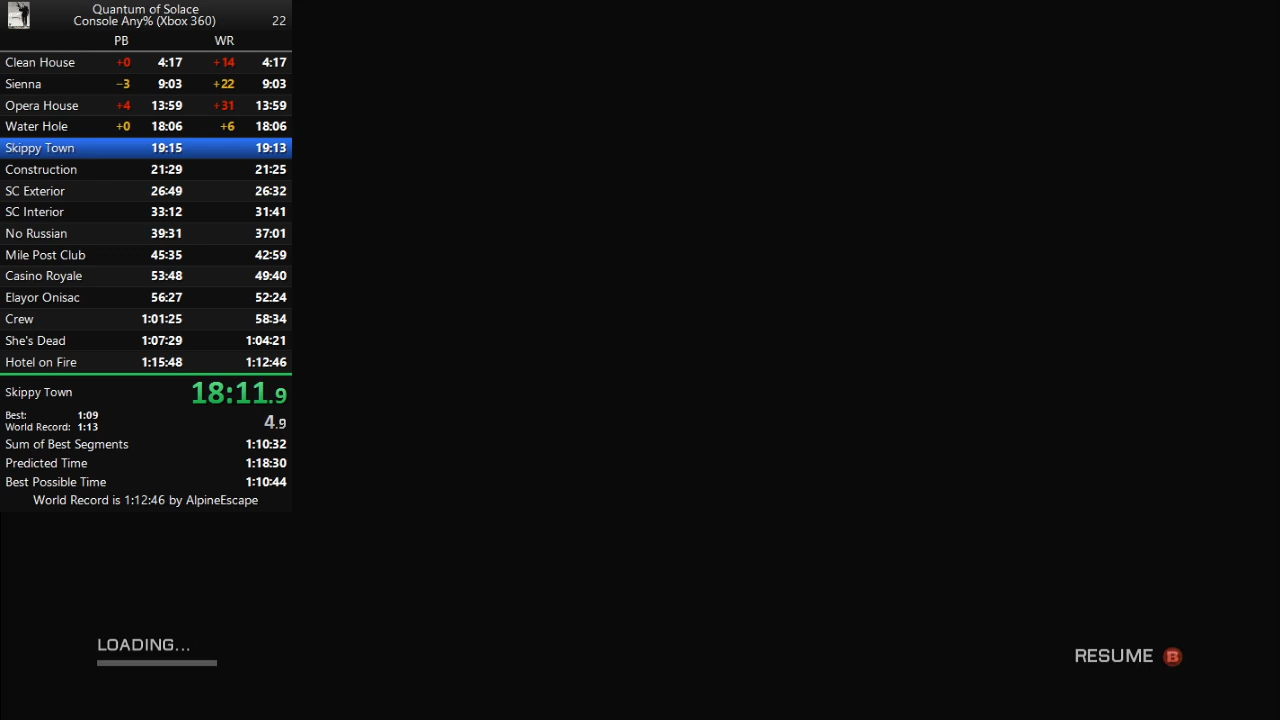 Quantum of Solace
Console Any% (Xbox 360) 22
PB WR
Clean House +0 4:17 +14 4:17
Sienna −3 9:03 +22 9:03
Opera House +4 13:59 +31 13:59
Water Hole +0 18:06 +6 18:06
Skippy Town 19:15 19:13
Construction 21:29 21:25
SC Exterior 26:49 26:32
SC Interior 33:12 31:41
No Russian 39:31 37:01
Mile Post Club 45:35 42:59
Casino Royale 53:48 49:40
Elayor Onisac 56:27 52:24
Crew 1:01:25 58:34
She's Dead 1:07:29 1:04:21
Hotel on Fire 1:15:48 1:12:46
Skippy Town 18:11.9
Best: 1:09
World Record: 1:13 4.9
Sum of Best Segments 1:10:32
Predicted Time 1:18:30
Best Possible Time 1:10:44
World Record is 1:12:46 by AlpineEscape
LOADING...
RESUME B